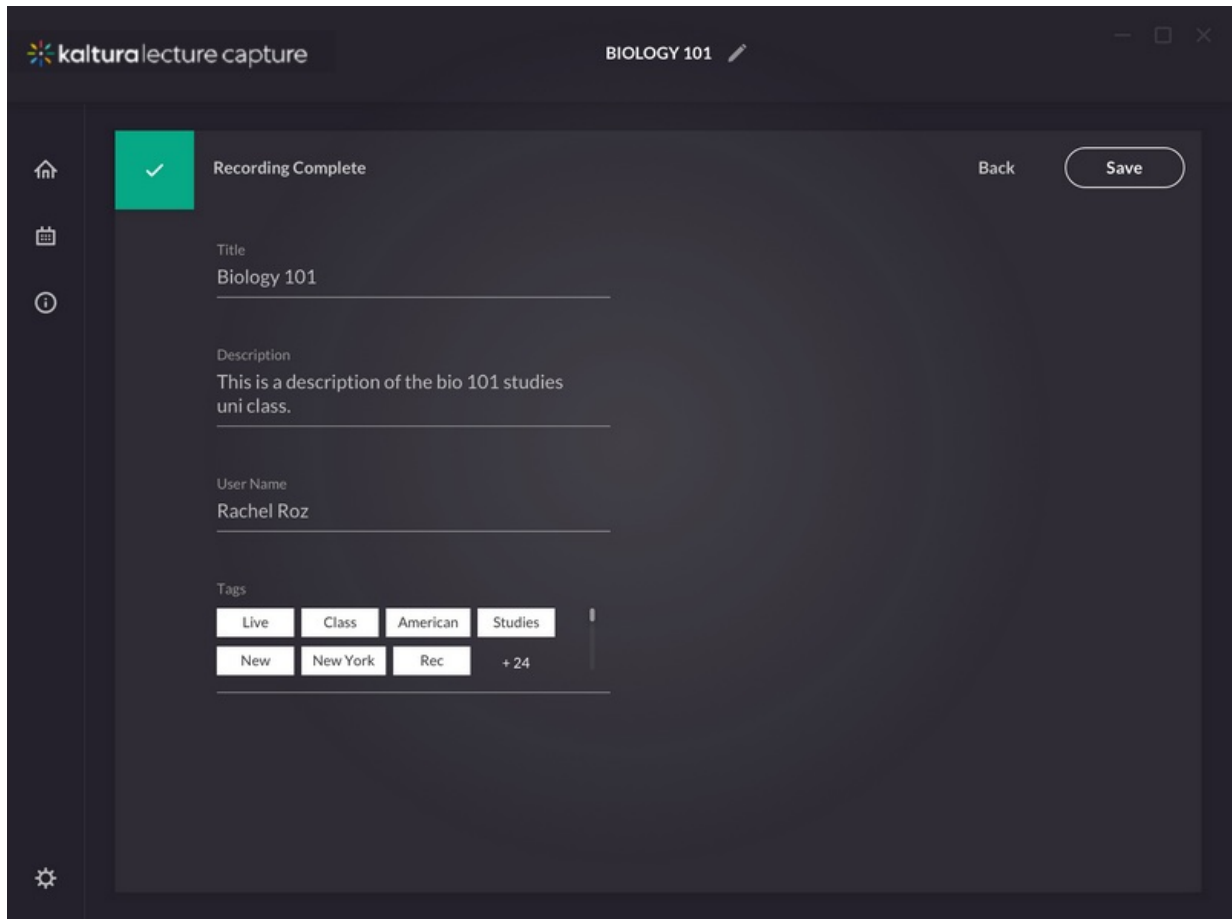 kaltura lecture capture
BIOLOGY 101
Recording Complete
Back
Save
Title
Biology 101
Description
This is a description of the bio 101 studies
uni class.
User Name
Rachel Roz
Tags
Live Class American Studies
New New York Rec + 24